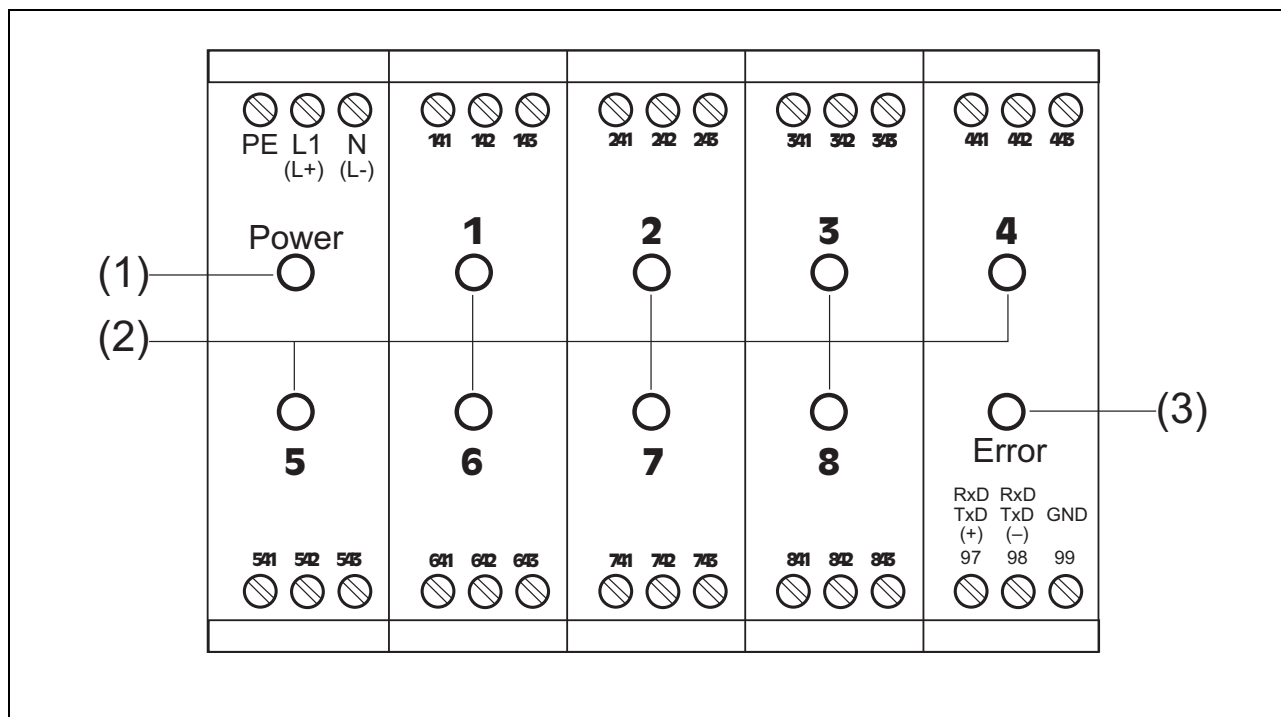 PE L1 N 141 142 143 241 242 243 341 342 343 441 442 443
(L+) (L-)
Power 1 2 3 4
(1)
(2)
(3)
5 6 7 8 Error
RxD RxD
TxD TxD GND
(+) (–)
541 542 543 641 642 643 741 742 743 841 842 843 97 98 99